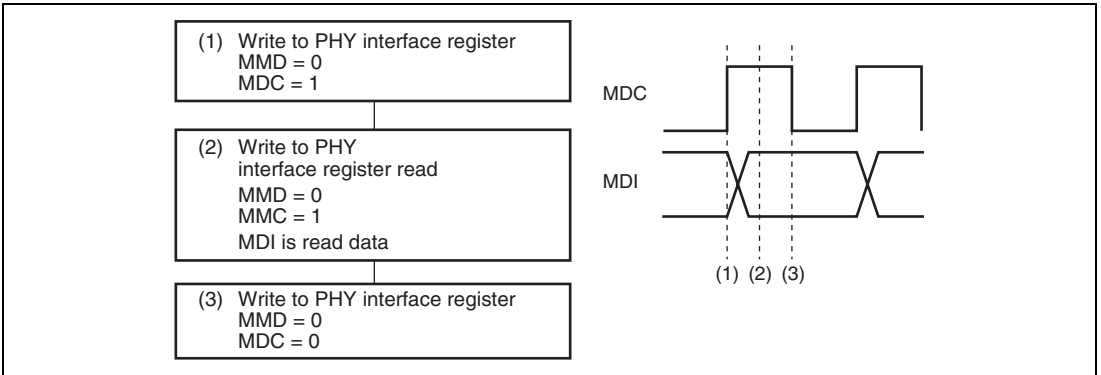 (1) Write to PHY interface register
MMD = 0
MDC = 1
(2) Write to PHY
interface register read
MMD = 0
MMC = 1
MDI is read data
(3) Write to PHY interface register
MMD = 0
MDC = 0
MDC
MDI
(1) (2) (3)